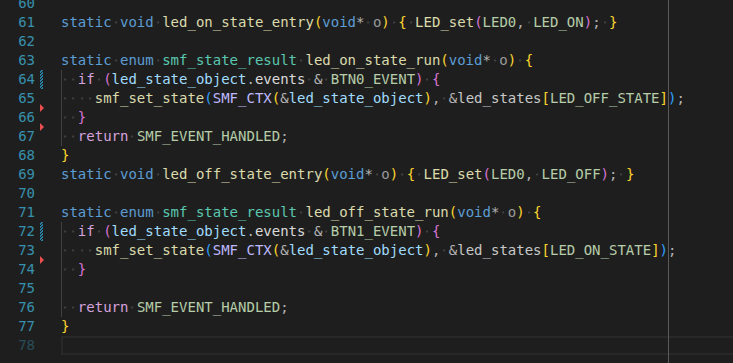 60
61 static void led_on_state_entry(void* o) { LED_set(LED0, LED_ON); }
62
63 static enum smf_state_result led_on_state_run(void* o) {
64   if (led_state_object.events & BTN0_EVENT) {
65     smf_set_state(SMF_CTX(&led_state_object), &led_states[LED_OFF_STATE]);
66   }
67   return SMF_EVENT_HANDLED;
68 }
69 static void led_off_state_entry(void* o) { LED_set(LED0, LED_OFF); }
70
71 static enum smf_state_result led_off_state_run(void* o) {
72   if (led_state_object.events & BTN1_EVENT) {
73     smf_set_state(SMF_CTX(&led_state_object), &led_states[LED_ON_STATE]);
74   }
75
76   return SMF_EVENT_HANDLED;
77 }
78